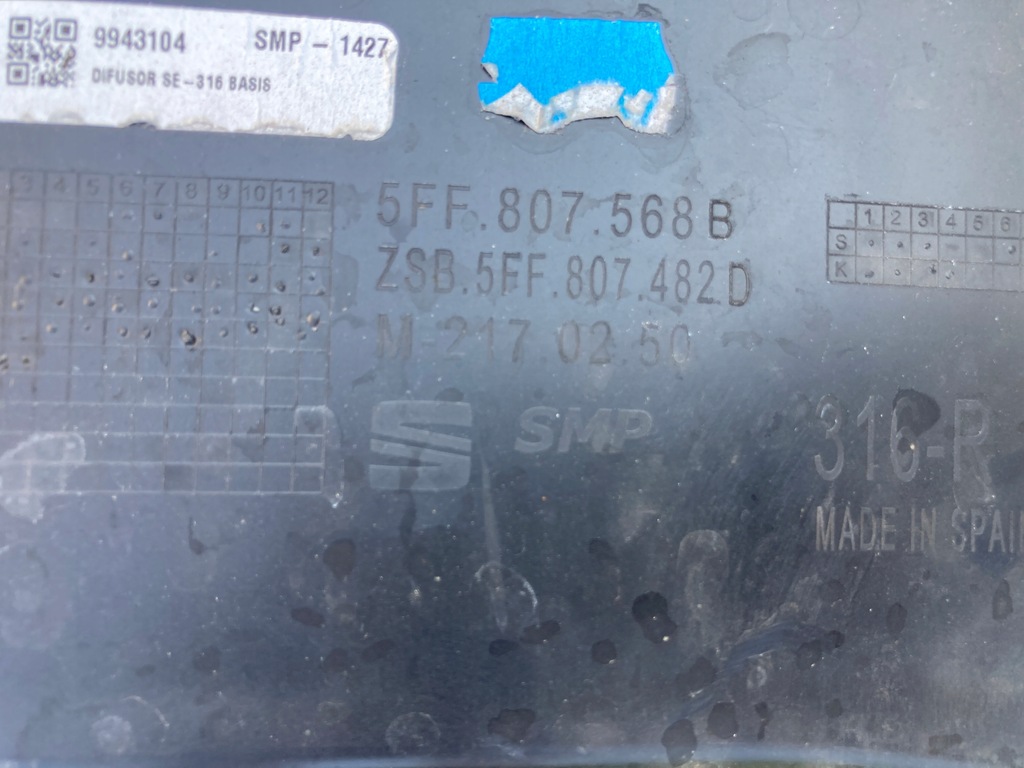 9943104 SMP - 1427
DIFUSOR SE-316 BASIS
3 4 5 6 7 8 9 10 11 12
5FF.807.568 B
ZSB.5FF.807.482 D
M-217.02.50
1 2 3 4 5 6
S
K
SMP
316-R
MADE IN SPAIN